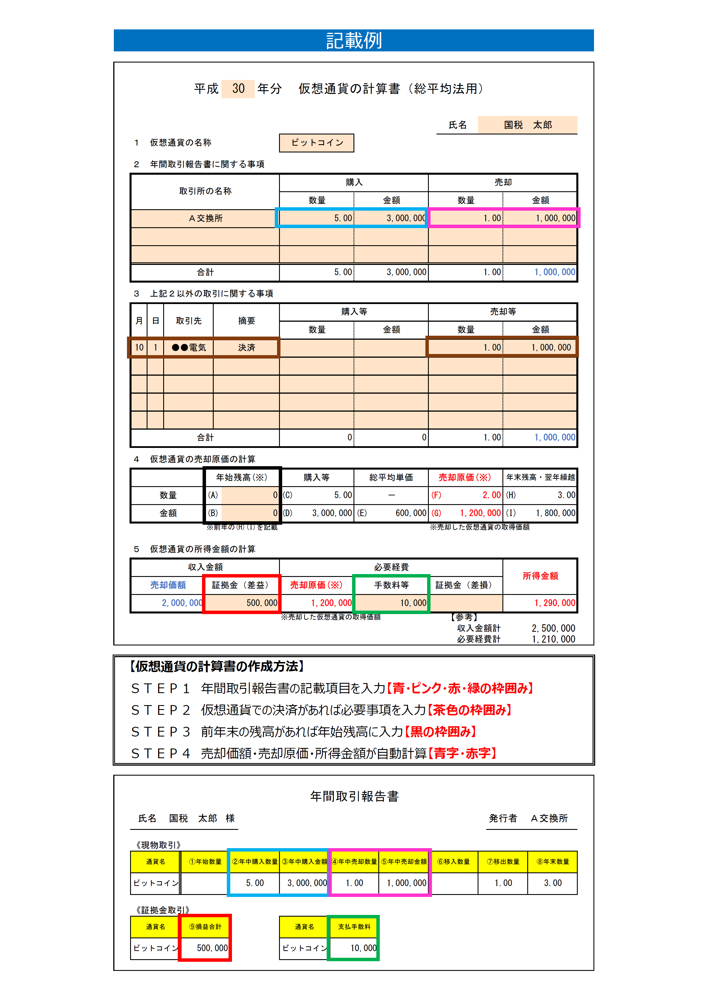 記載例
平成 30 年分 仮想通貨の計算書（総平均法用）
氏名 国税 太郎
１ 仮想通貨の名称 ビットコイン
２ 年間取引報告書に関する事項
取引所の名称 購入 売却
数量 金額 数量 金額
Ａ交換所 5.00 3,000,000 1.00 1,000,000
合計 5.00 3,000,000 1.00 1,000,000
３ 上記２以外の取引に関する事項
月 日 取引先 摘要 購入等 売却等
数量 金額 数量 金額
10 1 ●●電気 決済 1.00 1,000,000
合計 0 0 1.00 1,000,000
４ 仮想通貨の売却原価の計算
年始残高(※) 購入等 総平均単価 売却原価(※) 年末残高・翌年繰越
数量 (A) 0 (C) 5.00 － (F) 2.00 (H) 3.00
金額 (B) 0 (D) 3,000,000 (E) 600,000 (G) 1,200,000 (I) 1,800,000
※前年の(H)(I)を記載 ※売却した仮想通貨の取得価額
５ 仮想通貨の所得金額の計算
収入金額 必要経費 所得金額
売却価額 証拠金（差益） 売却原価(※) 手数料等 証拠金（差損）
2,000,000 500,000 1,200,000 10,000 1,290,000
※売却した仮想通貨の取得価額 【参考】
収入金額計 2,500,000
必要経費計 1,210,000
【仮想通貨の計算書の作成方法】
ＳＴＥＰ１ 年間取引報告書の記載項目を入力【青・ピンク・赤・緑の枠囲み】
ＳＴＥＰ２ 仮想通貨での決済があれば必要事項を入力【茶色の枠囲み】
ＳＴＥＰ３ 前年末の残高があれば年始残高に入力【黒の枠囲み】
ＳＴＥＰ４ 売却価額・売却原価・所得金額が自動計算【青字・赤字】
年間取引報告書
氏名 国税 太郎 様 発行者 Ａ交換所
《現物取引》
通貨名 ①年始数量 ②年中購入数量 ③年中購入金額 ④年中売却数量 ⑤年中売却金額 ⑥移入数量 ⑦移出数量 ⑧年末数量
ビットコイン 5.00 3,000,000 1.00 1,000,000 1.00 3.00
《証拠金取引》
通貨名 ⑨損益合計 通貨名 支払手数料
ビットコイン 500,000 ビットコイン 10,000